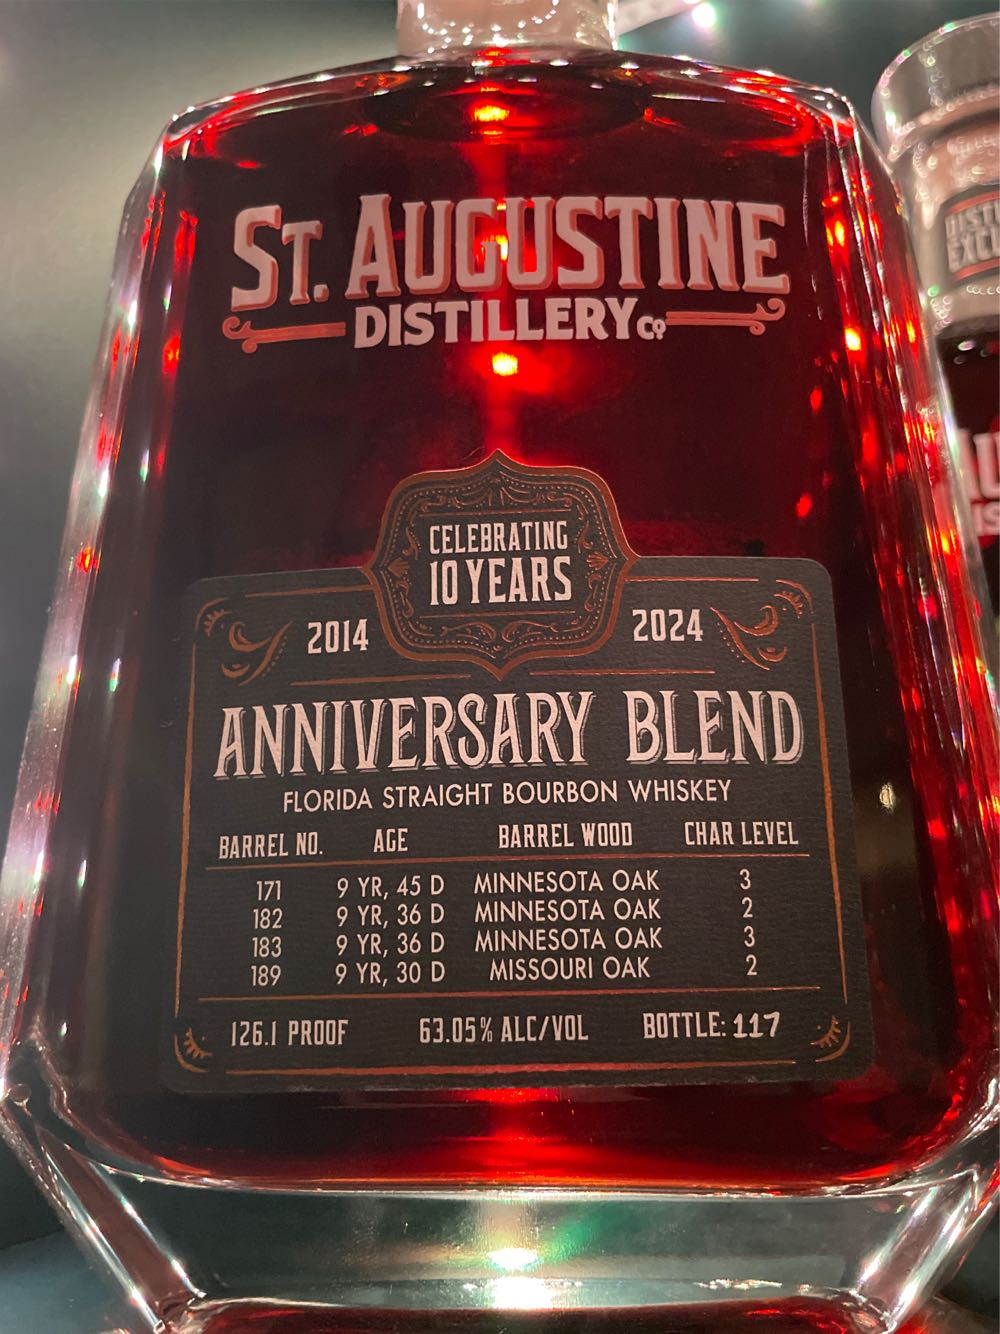 ST. AUGUSTINE
DISTILLERY Co
CELEBRATING
10 YEARS
2014 2024
ANNIVERSARY BLEND
FLORIDA STRAIGHT BOURBON WHISKEY
BARREL NO. AGE BARREL WOOD CHAR LEVEL
171 9 YR, 45 D MINNESOTA OAK 3
182 9 YR, 36 D MINNESOTA OAK 2
183 9 YR, 36 D MINNESOTA OAK 3
189 9 YR, 30 D MISSOURI OAK 2
126.1 PROOF 63.05% ALC/VOL BOTTLE: 117